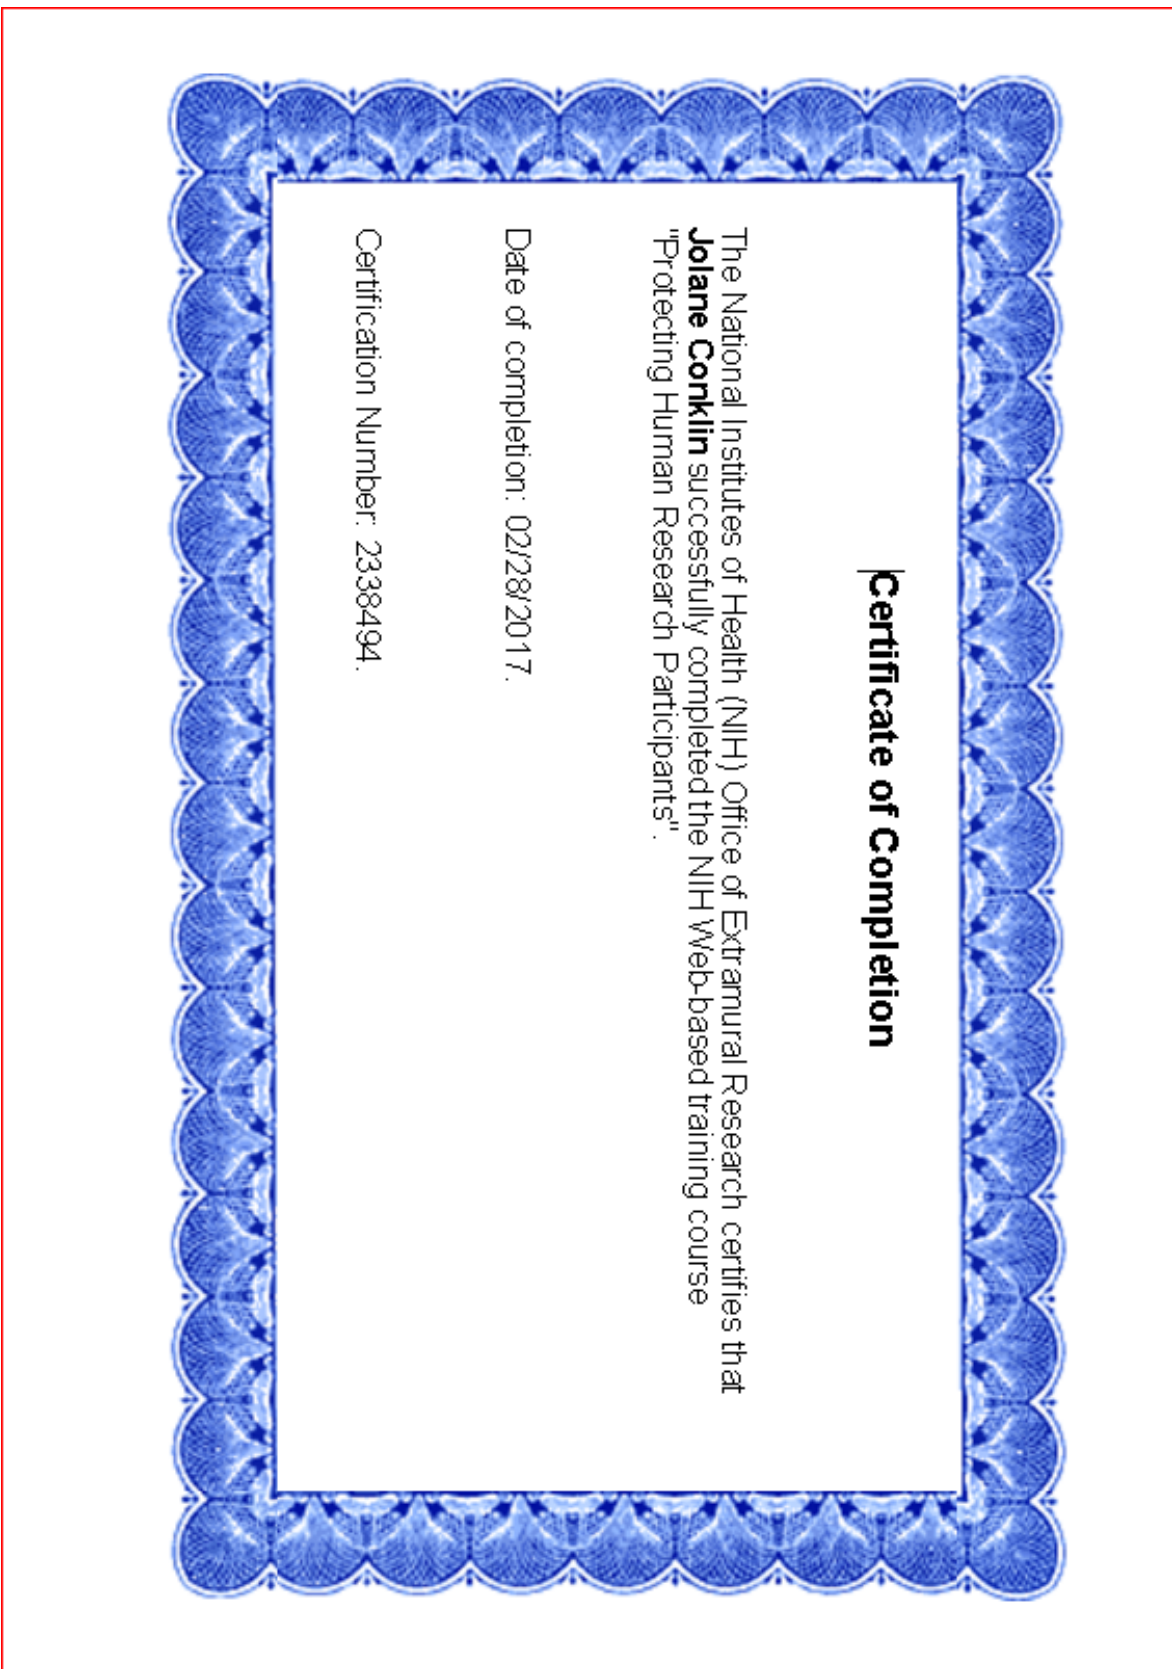 Certificate of Completion
The National Institutes of Health (NIH) Office of Extramural Research certifies that
Jolane Conklin successfully completed the NIH Web-based training course
"Protecting Human Research Participants".
Date of completion: 02/28/2017.
Certification Number: 2338494.